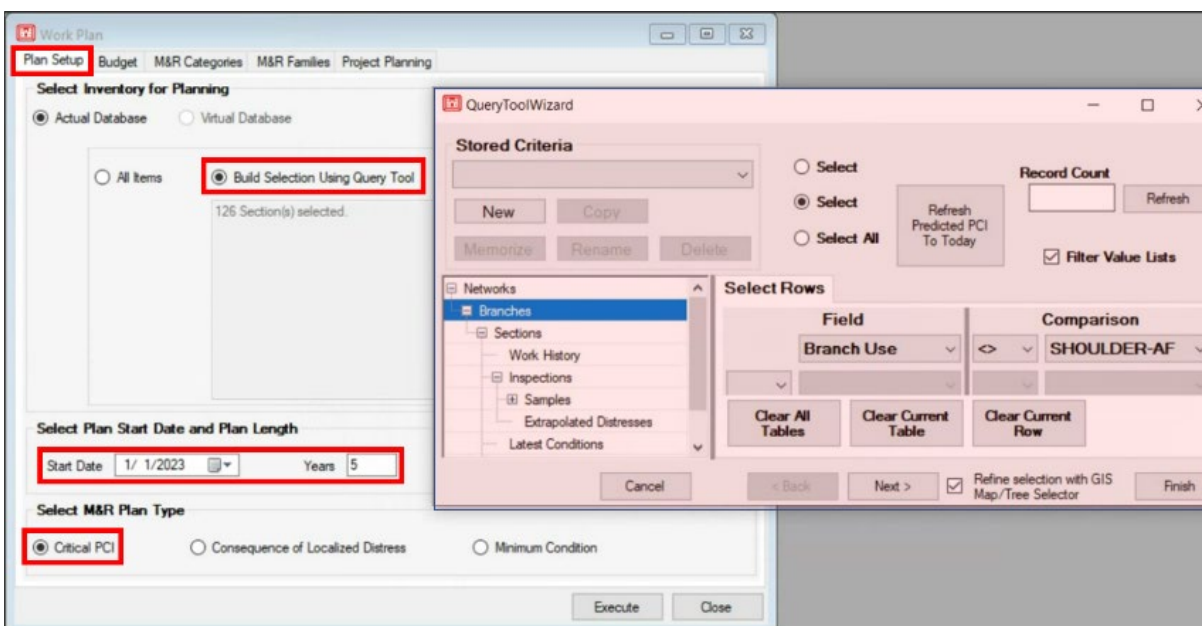 Work Plan
Plan Setup Budget M&R Categories M&R Families Project Planning
Select Inventory for Planning
Actual Database Virtual Database
All Items Build Selection Using Query Tool
126 Section(s) selected.
Select Plan Start Date and Plan Length
Start Date 1/ 1/2023 Years 5
Select M&R Plan Type
Critical PCI Consequence of Localized Distress Minimum Condition
Execute Close
QueryToolWizard
Stored Criteria
New Copy
Memorize Rename Delete
Select
Select
Select All
Refresh
Predicted PCI
To Today
Record Count
Refresh
Filter Value Lists
Networks
Branches
Sections
Work History
Inspections
Samples
Extrapolated Distresses
Latest Conditions
Select Rows
Field Comparison
Branch Use <> SHOULDER-AF
Clear All
Tables
Clear Current
Table
Clear Current
Row
Cancel < Back Next >
Refine selection with GIS
Map/Tree Selector
Finish